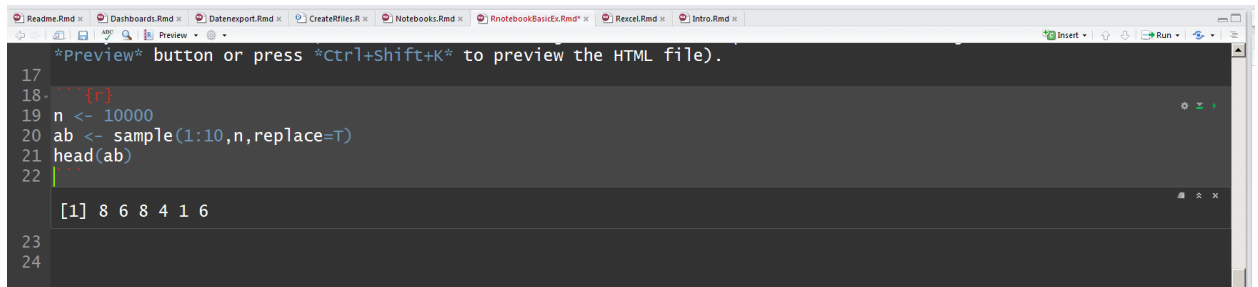 Readme.Rmd × Dashboards.Rmd × Datenexport.Rmd × CreateRfiles.R × Notebooks.Rmd × RnotebookBasicEx.Rmd* × Rexcel.Rmd × Intro.Rmd ×
ABC Preview Insert Run
*Preview* button or press *Ctrl+Shift+K* to preview the HTML file).
17
18 ```{r}
19 n <- 10000
20 ab <- sample(1:10,n,replace=T)
21 head(ab)
22 ```
[1] 8 6 8 4 1 6
23
24